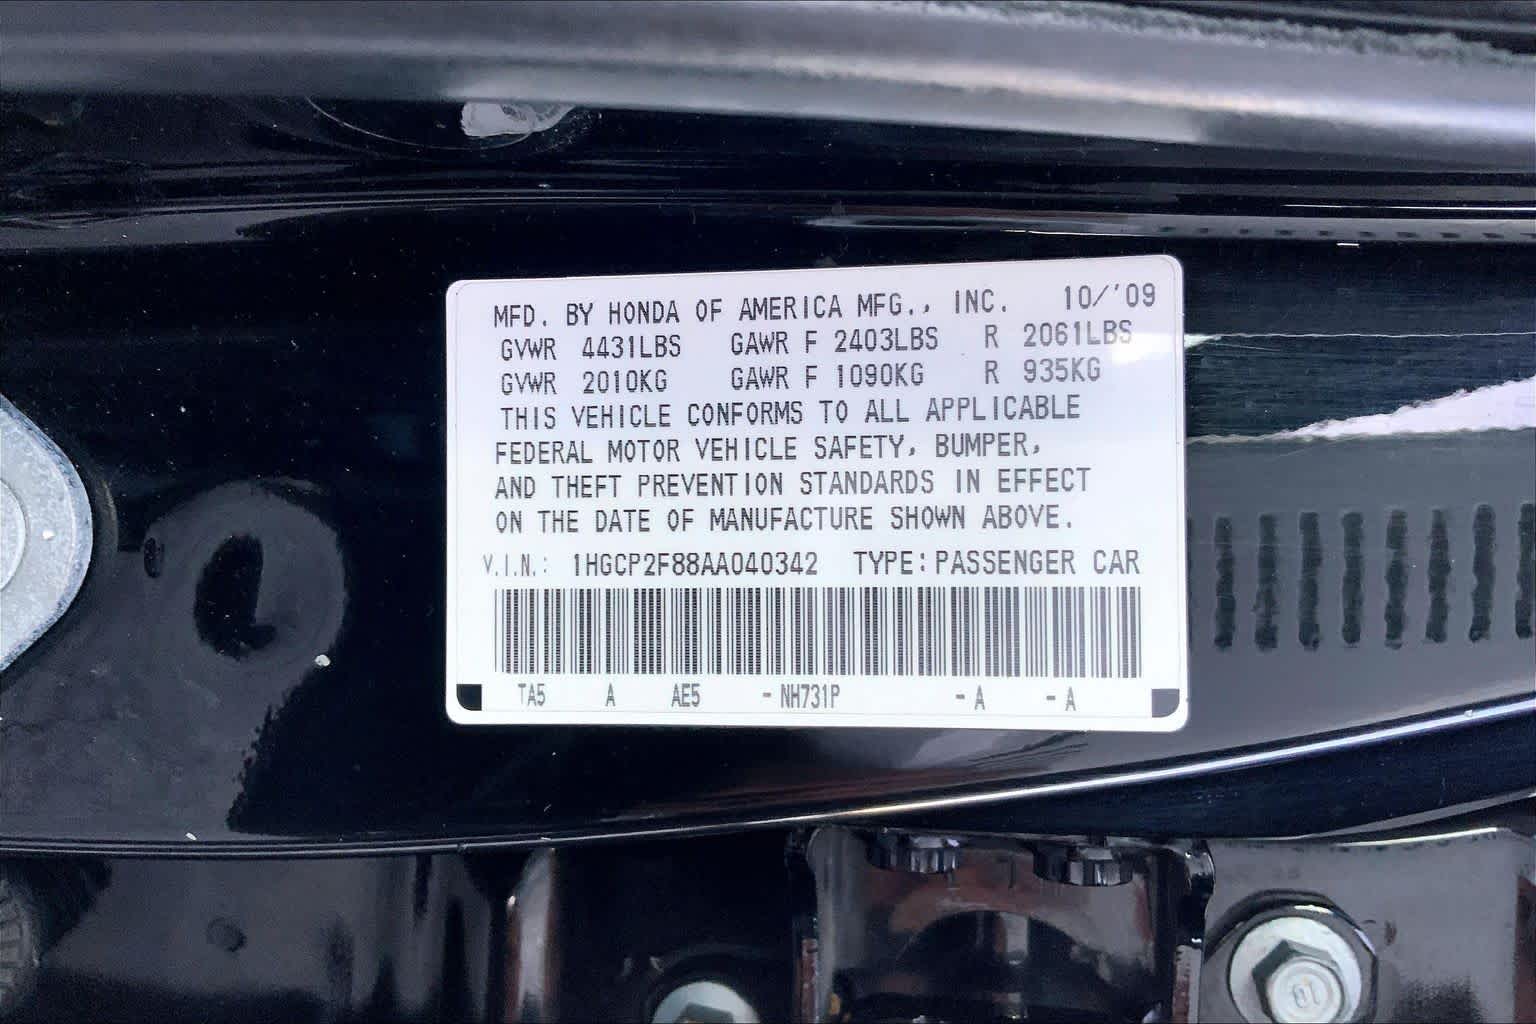 MFD. BY HONDA OF AMERICA MFG., INC. 10/'09
GVWR 4431LBS GAWR F 2403LBS R 2061LBS
GVWR 2010KG GAWR F 1090KG R 935KG
THIS VEHICLE CONFORMS TO ALL APPLICABLE
FEDERAL MOTOR VEHICLE SAFETY, BUMPER,
AND THEFT PREVENTION STANDARDS IN EFFECT
ON THE DATE OF MANUFACTURE SHOWN ABOVE.
V.I.N.: 1HGCP2F88AA040342 TYPE: PASSENGER CAR
TA5 A AE5 -NH731P -A -A